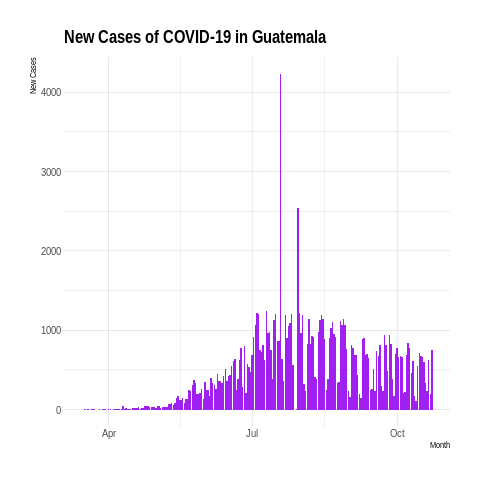 New Cases of COVID-19 in Guatemala
New Cases
4000
3000
2000
1000
0
Apr
Jul
Oct
Month